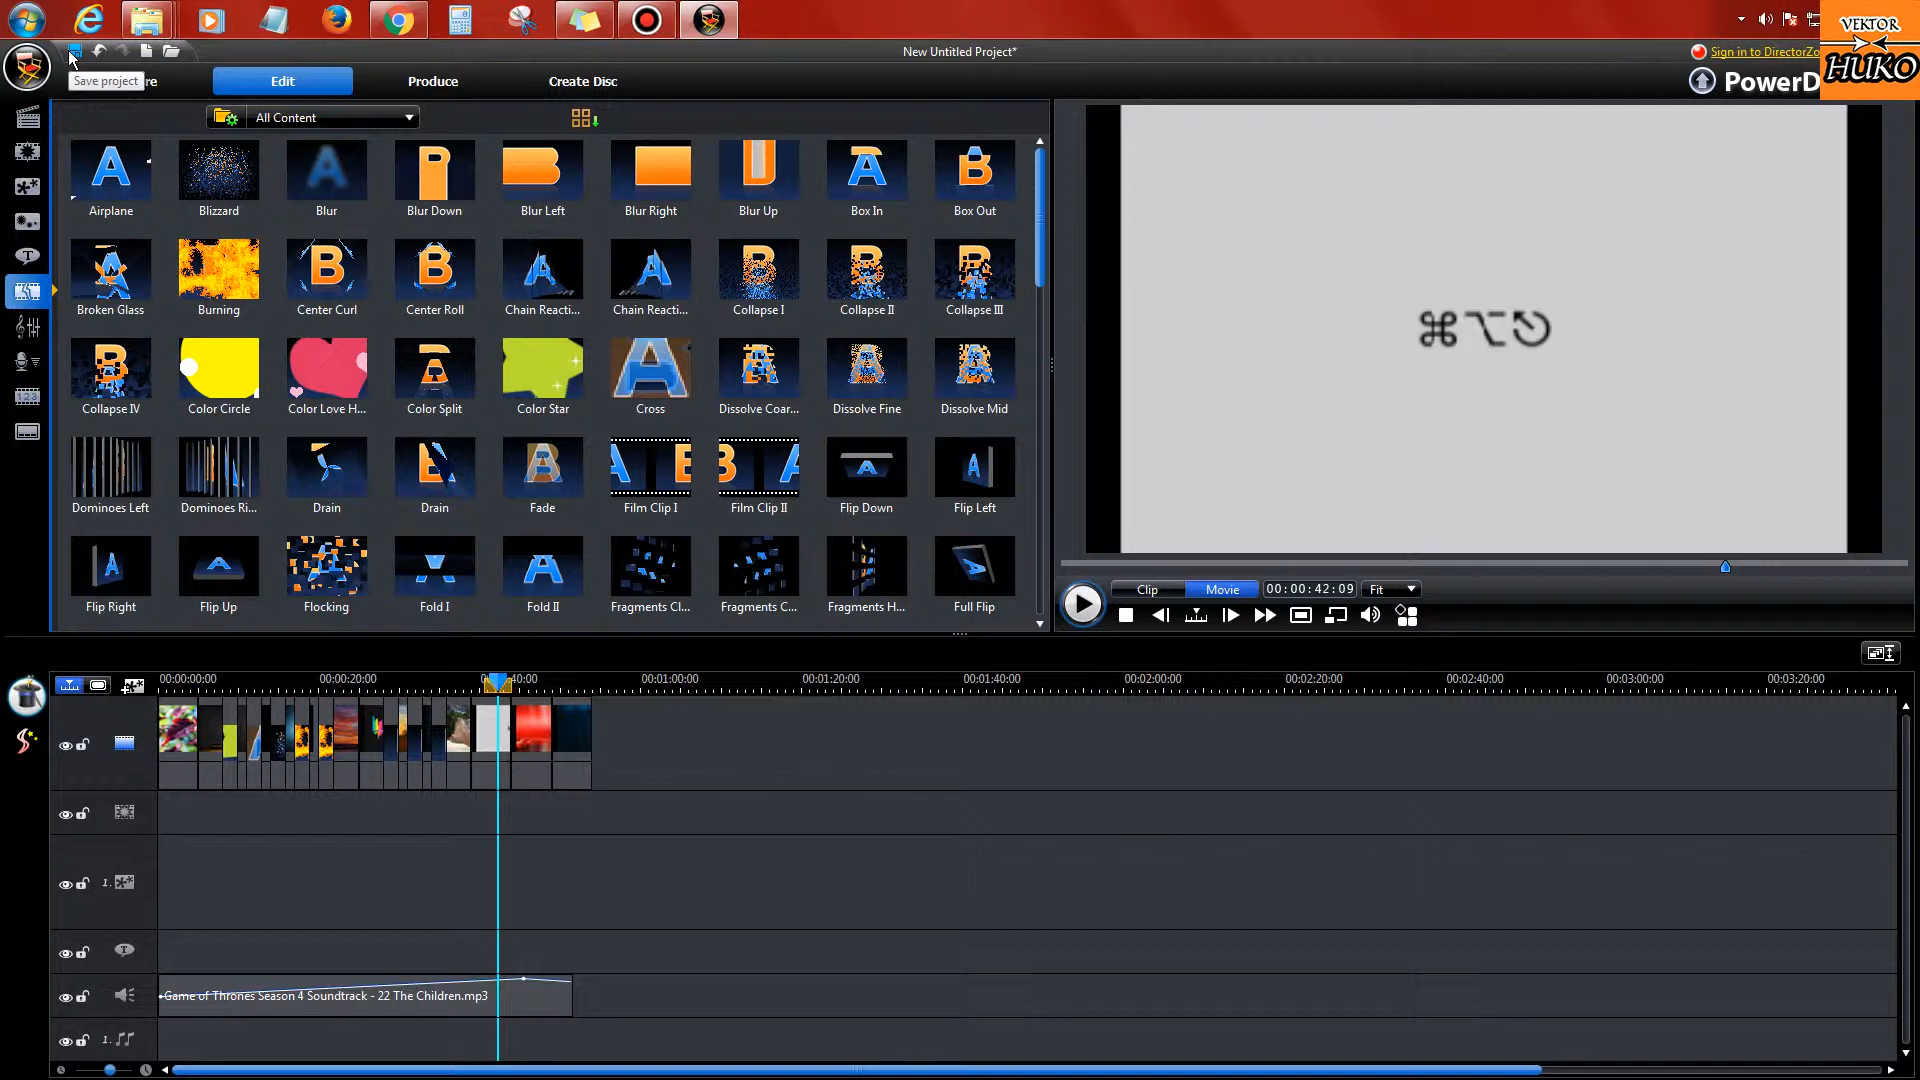 New Untitled Project*
Sign in to DirectorZo
VEKTOR
HUKO
Save project
re
Edit
Produce
Create Disc
PowerD
All Content
Airplane
Blizzard
Blur
Blur Down
Blur Left
Blur Right
Blur Up
Box In
Box Out
Broken Glass
Burning
Center Curl
Center Roll
Chain Reacti...
Chain Reacti...
Collapse I
Collapse II
Collapse III
Collapse IV
Color Circle
Color Love H...
Color Split
Color Star
Cross
Dissolve Coar...
Dissolve Fine
Dissolve Mid
Dominoes Left
Dominoes Ri...
Drain
Drain
Fade
Film Clip I
Film Clip II
Flip Down
Flip Left
Flip Right
Flip Up
Flocking
Fold I
Fold II
Fragments Cl...
Fragments C...
Fragments H...
Full Flip
⌘⌥⎋
Clip
Movie
00:00:42:09
Fit
00:00:00:00
00:00:20:00
40:00
00:01:00:00
00:01:20:00
00:01:40:00
00:02:00:00
00:02:20:00
00:02:40:00
00:03:00:00
00:03:20:00
1.
Game of Thrones Season 4 Soundtrack - 22 The Children.mp3
1.